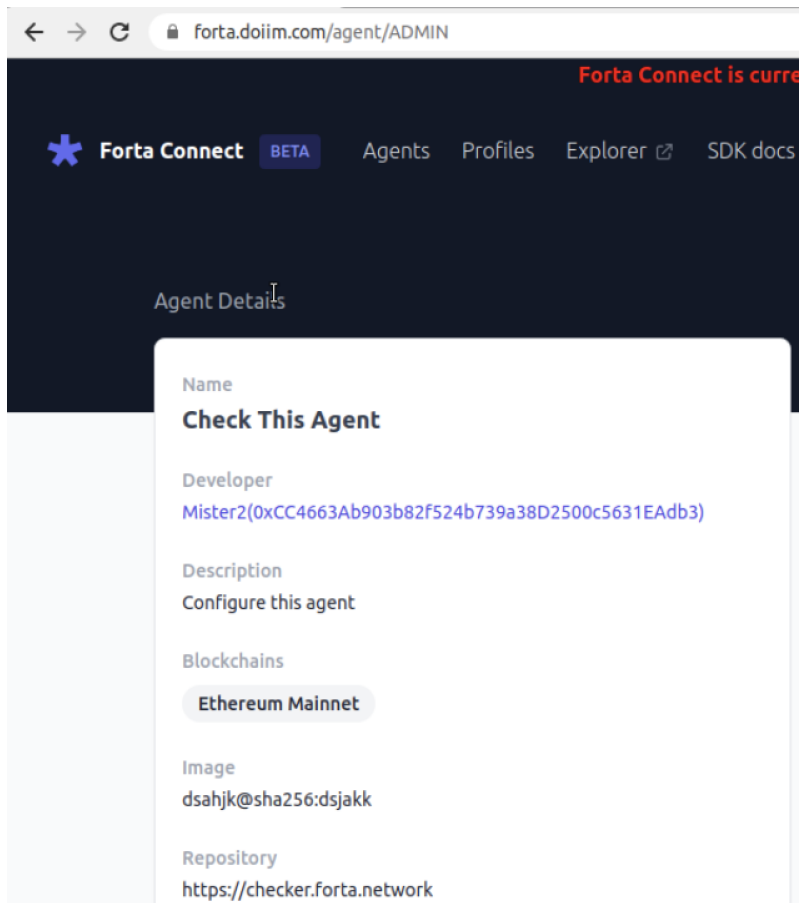 forta.doiim.com/agent/ADMIN
Forta Connect is curre
Forta Connect BETA Agents Profiles Explorer SDK docs
Agent Details
Name
Check This Agent
Developer
Mister2(0xCC4663Ab903b82f524b739a38D2500c5631EAdb3)
Description
Configure this agent
Blockchains
Ethereum Mainnet
Image
dsahjk@sha256:dsjakk
Repository
https://checker.forta.network